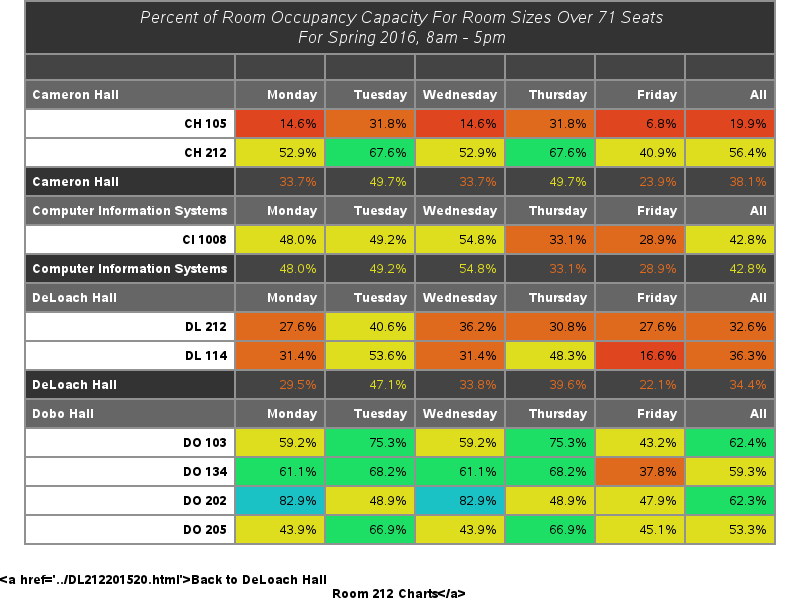 Percent of Room Occupancy Capacity For Room Sizes Over 71 Seats
For Spring 2016, 8am - 5pm
Cameron Hall Monday Tuesday Wednesday Thursday Friday All
CH 105 14.6% 31.8% 14.6% 31.8% 6.8% 19.9%
CH 212 52.9% 67.6% 52.9% 67.6% 40.9% 56.4%
Cameron Hall 33.7% 49.7% 33.7% 49.7% 23.9% 38.1%
Computer Information Systems Monday Tuesday Wednesday Thursday Friday All
CI 1008 48.0% 49.2% 54.8% 33.1% 28.9% 42.8%
Computer Information Systems 48.0% 49.2% 54.8% 33.1% 28.9% 42.8%
DeLoach Hall Monday Tuesday Wednesday Thursday Friday All
DL 212 27.6% 40.6% 36.2% 30.8% 27.6% 32.6%
DL 114 31.4% 53.6% 31.4% 48.3% 16.6% 36.3%
DeLoach Hall 29.5% 47.1% 33.8% 39.6% 22.1% 34.4%
Dobo Hall Monday Tuesday Wednesday Thursday Friday All
DO 103 59.2% 75.3% 59.2% 75.3% 43.2% 62.4%
DO 134 61.1% 68.2% 61.1% 68.2% 37.8% 59.3%
DO 202 82.9% 48.9% 82.9% 48.9% 47.9% 62.3%
DO 205 43.9% 66.9% 43.9% 66.9% 45.1% 53.3%
<a href='../DL212201520.html'>Back to DeLoach Hall
Room 212 Charts</a>